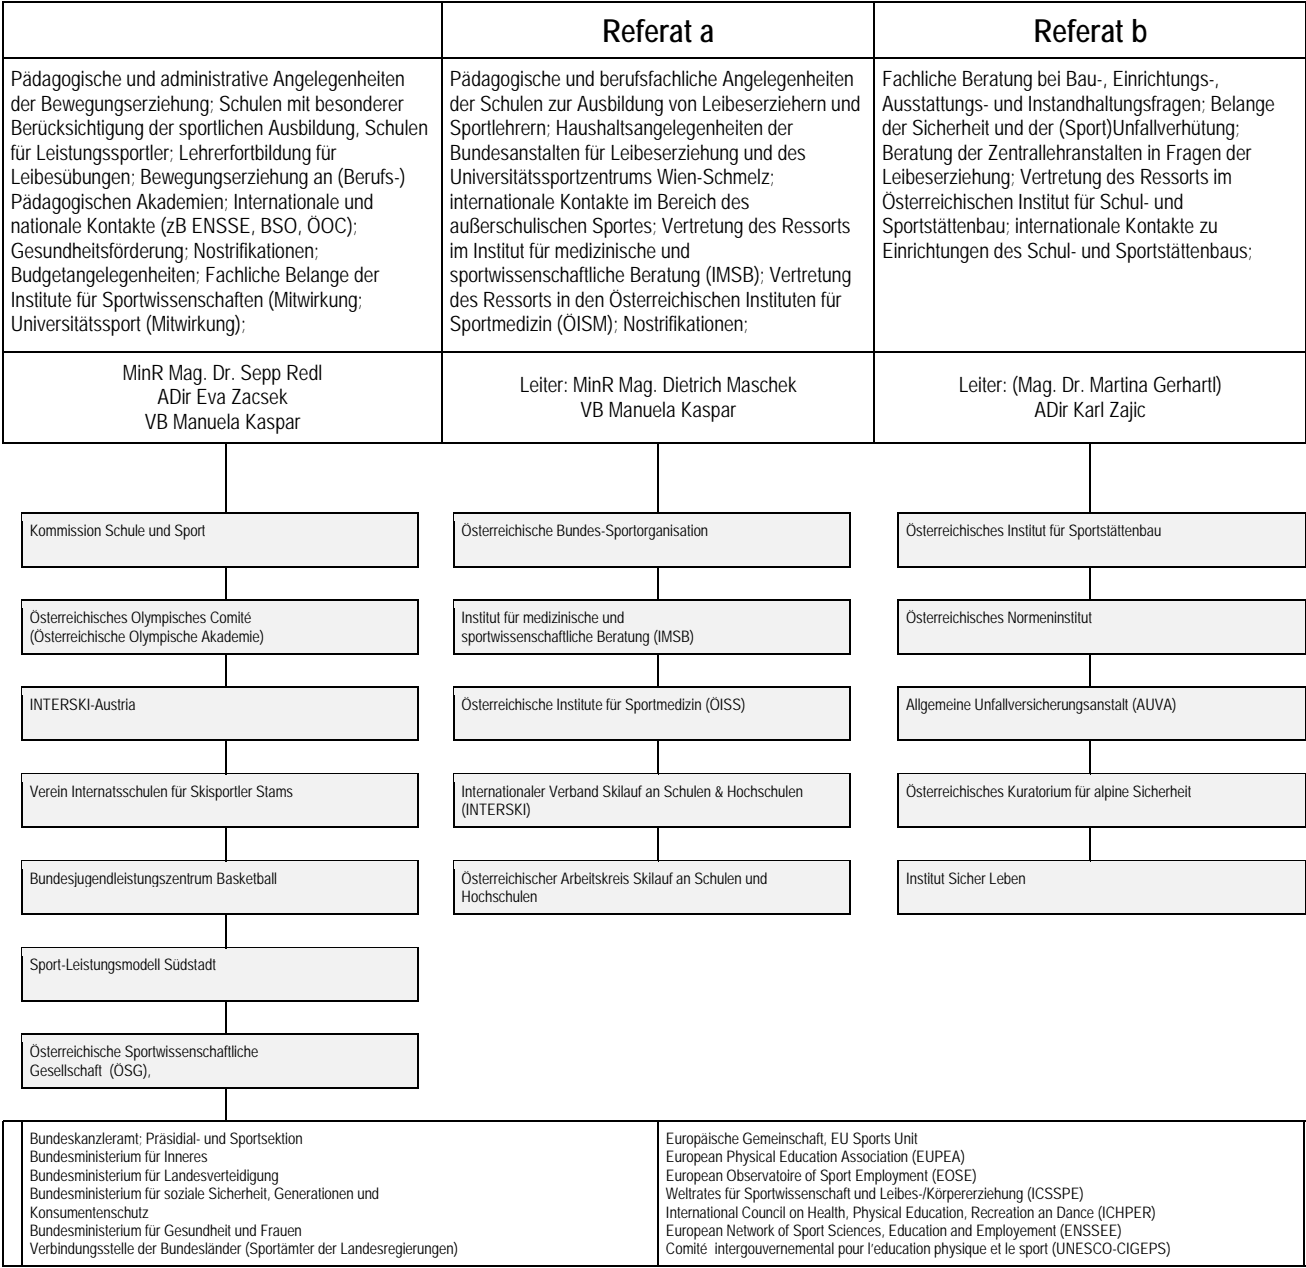 Referat a
Referat b
Pädagogische und administrative Angelegenheiten
der Bewegungserziehung; Schulen mit besonderer
Berücksichtigung der sportlichen Ausbildung, Schulen
für Leistungssportler; Lehrerfortbildung für
Leibesübungen; Bewegungserziehung an (Berufs-)
Pädagogischen Akademien; Internationale und
nationale Kontakte (zB ENSSE, BSO, ÖOC);
Gesundheitsförderung; Nostrifikationen;
Budgetangelegenheiten; Fachliche Belange der
Institute für Sportwissenschaften (Mitwirkung;
Universitätssport (Mitwirkung);
Pädagogische und berufsfachliche Angelegenheiten
der Schulen zur Ausbildung von Leibeserziehern und
Sportlehrern; Haushaltsangelegenheiten der
Bundesanstalten für Leibeserziehung und des
Universitätssportzentrums Wien-Schmelz;
internationale Kontakte im Bereich des
außerschulischen Sportes; Vertretung des Ressorts
im Institut für medizinische und
sportwissenschaftliche Beratung (IMSB); Vertretung
des Ressorts in den Österreichischen Instituten für
Sportmedizin (ÖISM); Nostrifikationen;
Fachliche Beratung bei Bau-, Einrichtungs-,
Ausstattungs- und Instandhaltungsfragen; Belange
der Sicherheit und der (Sport)Unfallverhütung;
Beratung der Zentrallehranstalten in Fragen der
Leibeserziehung; Vertretung des Ressorts im
Österreichischen Institut für Schul- und
Sportstättenbau; internationale Kontakte zu
Einrichtungen des Schul- und Sportstättenbaus;
MinR Mag. Dr. Sepp Redl
ADir Eva Zacsek
VB Manuela Kaspar
Leiter: MinR Mag. Dietrich Maschek
VB Manuela Kaspar
Leiter: (Mag. Dr. Martina Gerhartl)
ADir Karl Zajic
Kommission Schule und Sport
Österreichisches Olympisches Comité
(Österreichische Olympische Akademie)
INTERSKI-Austria
Verein Internatsschulen für Skisportler Stams
Bundesjugendleistungszentrum Basketball
Sport-Leistungsmodell Südstadt
Österreichische Sportwissenschaftliche
Gesellschaft (ÖSG),
Österreichische Bundes-Sportorganisation
Institut für medizinische und
sportwissenschaftliche Beratung (IMSB)
Österreichische Institute für Sportmedizin (ÖISS)
Internationaler Verband Skilauf an Schulen & Hochschulen
(INTERSKI)
Österreichischer Arbeitskreis Skilauf an Schulen und
Hochschulen
Österreichisches Institut für Sportstättenbau
Österreichisches Normeninstitut
Allgemeine Unfallversicherungsanstalt (AUVA)
Österreichisches Kuratorium für alpine Sicherheit
Institut Sicher Leben
Bundeskanzleramt; Präsidial- und Sportsektion
Bundesministerium für Inneres
Bundesministerium für Landesverteidigung
Bundesministerium für soziale Sicherheit, Generationen und
Konsumentenschutz
Bundesministerium für Gesundheit und Frauen
Verbindungsstelle der Bundesländer (Sportämter der Landesregierungen)
Europäische Gemeinschaft, EU Sports Unit
European Physical Education Association (EUPEA)
European Observatoire of Sport Employment (EOSE)
Weltrates für Sportwissenschaft und Leibes-/Körpererziehung (ICSSPE)
International Council on Health, Physical Education, Recreation an Dance (ICHPER)
European Network of Sport Sciences, Education and Employement (ENSSEE)
Comité intergouvernemental pour l'education physique et le sport (UNESCO-CIGEPS)